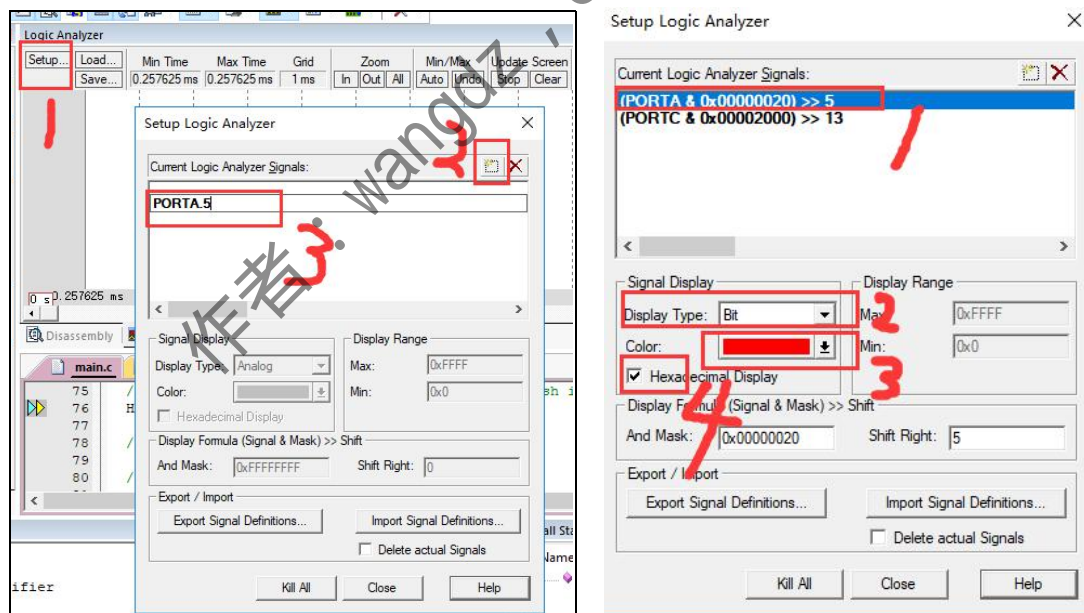 Logic Analyzer
Setup... Load... Min Time Max Time Grid Zoom Min/Max Update Screen
Save... 0.257625 ms 0.257625 ms 1 ms In Out All Auto Undo Stop Clear
1
Setup Logic Analyzer
Current Logic Analyzer Signals:
2
PORTA.5
3
0 s 0.257625 ms
Disassembly
Signal Display Display Range
Display Type: Analog Max: 0xFFFF
Color: Min: 0x0
Hexadecimal Display
Display Formula (Signal & Mask) >> Shift
And Mask: 0xFFFFFFFF Shift Right: 0
Export / Import
Export Signal Definitions... Import Signal Definitions...
Delete actual Signals
Kill All Close Help
main.c
75 /
76 H
77
78 /
79
80 /
ifier
作者：wangdz，
Setup Logic Analyzer
Current Logic Analyzer Signals:
(PORTA & 0x00000020) >> 5
(PORTC & 0x00002000) >> 13
1
Signal Display Display Range
Display Type: Bit 2 Max: 0xFFFF
Color: 3 Min: 0x0
Hexadecimal Display
4
Display Formula (Signal & Mask) >> Shift
And Mask: 0x00000020 Shift Right: 5
Export / Import
Export Signal Definitions... Import Signal Definitions...
Delete actual Signals
Kill All Close Help